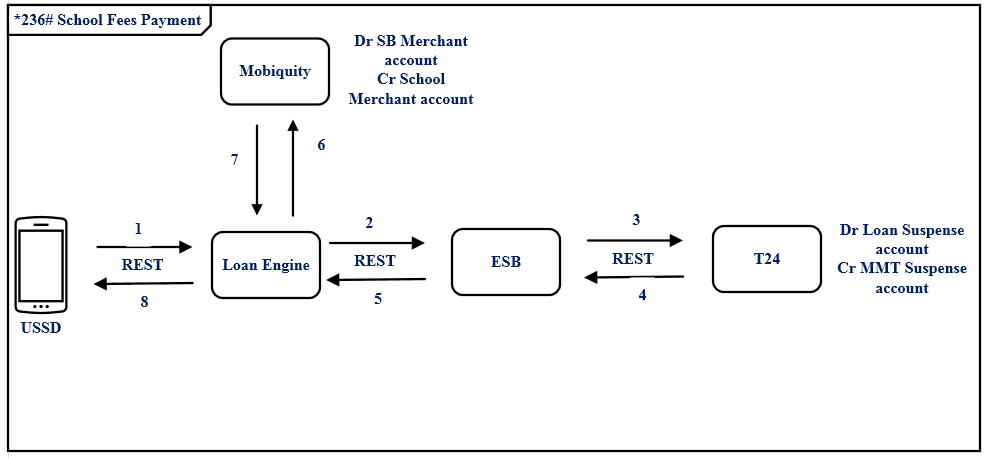 *236# School Fees Payment
Mobiquity
Dr SB Merchant
account
Cr School
Merchant account
7
6
1
REST
8
USSD
Loan Engine
2
REST
5
ESB
3
REST
4
T24
Dr Loan Suspense
account
Cr MMT Suspense
account